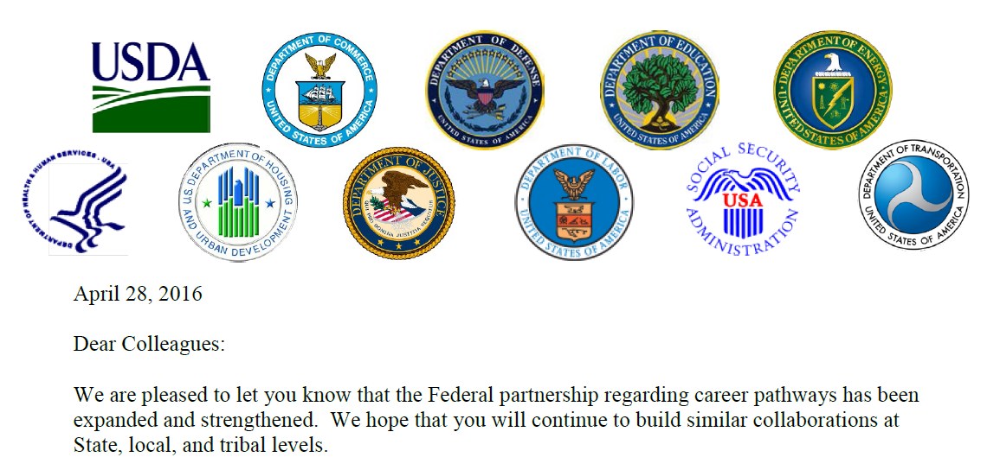 USDA
DEPARTMENT OF COMMERCE
UNITED STATES OF AMERICA
DEPARTMENT OF DEFENSE
UNITED STATES OF AMERICA
DEPARTMENT OF EDUCATION
UNITED STATES OF AMERICA
DEPARTMENT OF ENERGY
UNITED STATES OF AMERICA
DEPARTMENT OF HEALTH & HUMAN SERVICES · USA
U.S. DEPARTMENT OF HOUSING
AND URBAN DEVELOPMENT
DEPARTMENT OF JUSTICE
QUI PRO DOMINA JUSTITIA SEQUITUR
DEPARTMENT OF LABOR
UNITED STATES OF AMERICA
SOCIAL SECURITY
USA
ADMINISTRATION
DEPARTMENT OF TRANSPORTATION
UNITED STATES OF AMERICA
April 28, 2016
Dear Colleagues:
We are pleased to let you know that the Federal partnership regarding career pathways has been
expanded and strengthened.  We hope that you will continue to build similar collaborations at
State, local, and tribal levels.